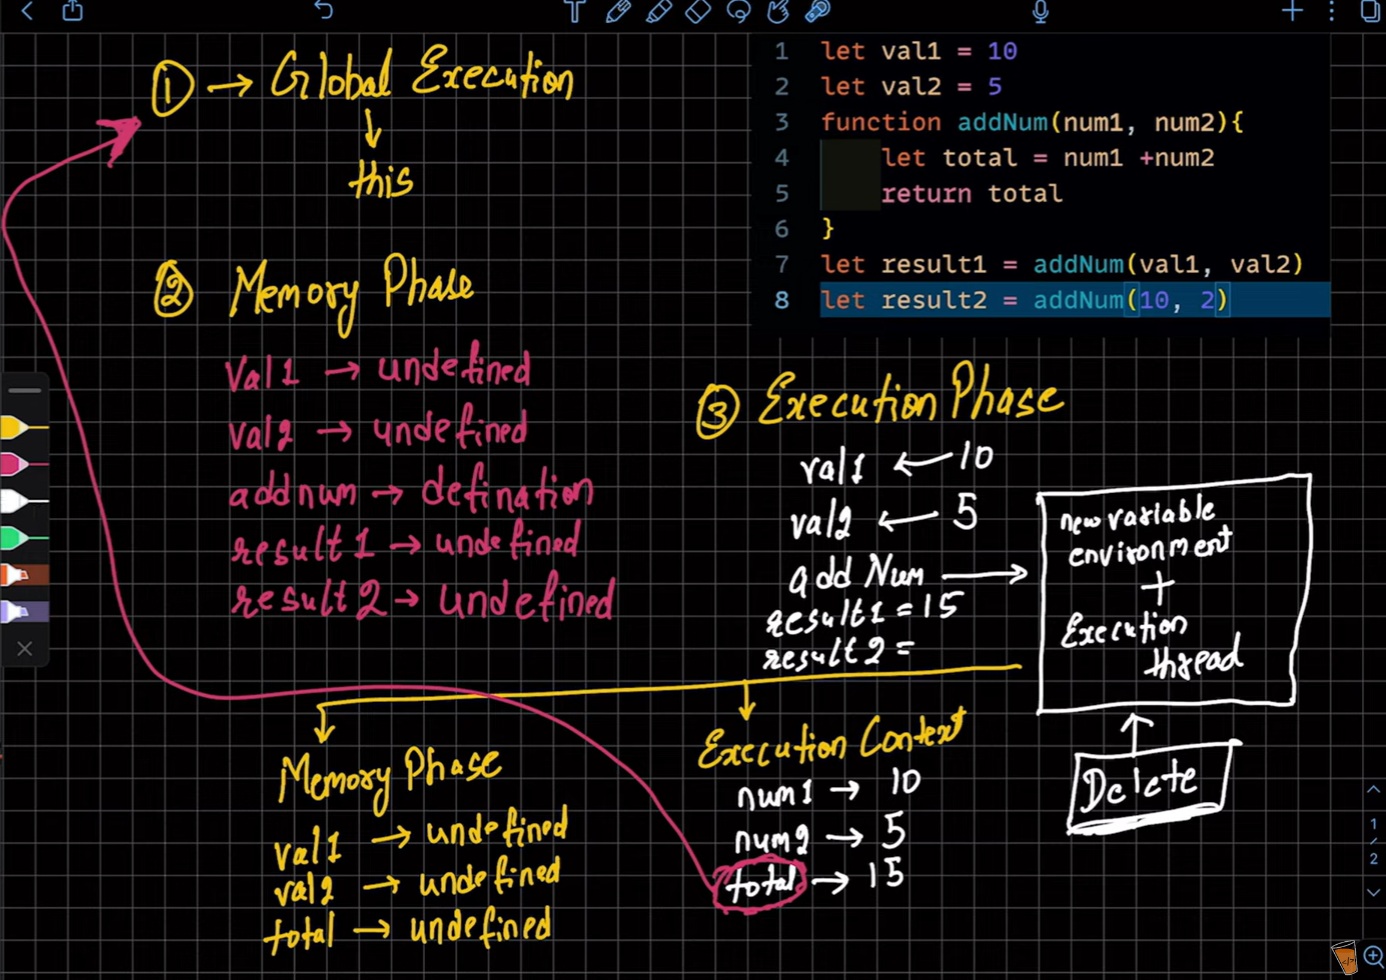 ① → Global Execution
↓
this
② Memory Phase
Val1 → undefined
val2 → undefined
addnum → defination
result1 → undefined
result2 → undefined
1 let val1 = 10
2 let val2 = 5
3 function addNum(num1, num2){
4 let total = num1 +num2
5 return total
6 }
7 let result1 = addNum(val1, val2)
8 let result2 = addNum(10, 2)
③ Execution Phase
val1 ← 10
val2 ← 5
add Num →
result1 = 15
result2 =
new variable
environment
+
Execution
thread
Delete
Memory Phase
val1 → undefined
val2 → undefined
total → undefined
Execution Context
num1 → 10
num2 → 5
total → 15
1
/
2